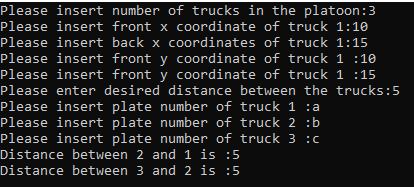 Please insert number of trucks in the platoon:3
Please insert front x coordinate of truck 1:10
Please insert back x coordinates of truck 1:15
Please insert front y coordinate of truck 1 :10
Please insert front y coordinate of truck 1 :15
Please enter desired distance between the trucks:5
Please insert plate number of truck 1 :a
Please insert plate number of truck 2 :b
Please insert plate number of truck 3 :c
Distance between 2 and 1 is :5
Distance between 3 and 2 is :5